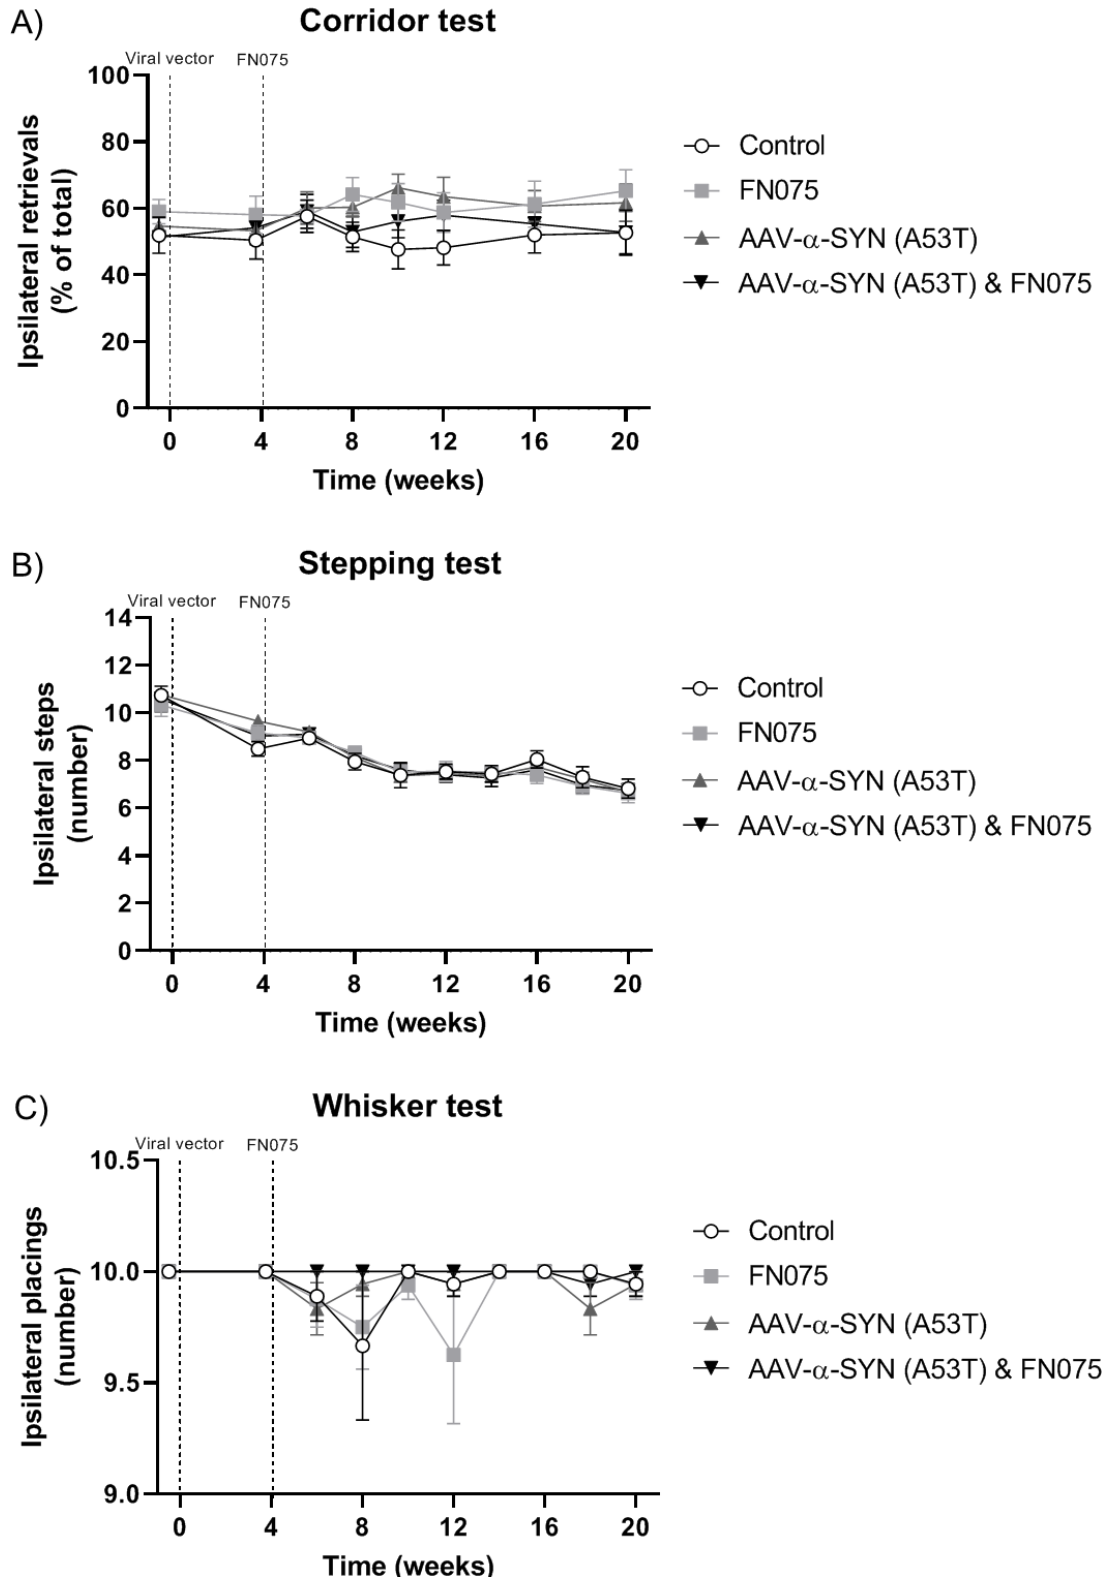 A)
Corridor test
Viral vector
FN075
Ipsilateral retrievals
(% of total)
100
80
60
40
20
0
0
4
8
12
16
20
Time (weeks)
Control
FN075
AAV-α-SYN (A53T)
AAV-α-SYN (A53T) & FN075
B)
Stepping test
Viral vector
FN075
Ipsilateral steps
(number)
14
12
10
8
6
4
2
0
0
4
8
12
16
20
Time (weeks)
Control
FN075
AAV-α-SYN (A53T)
AAV-α-SYN (A53T) & FN075
C)
Whisker test
Viral vector
FN075
Ipsilateral placings
(number)
10.5
10.0
9.5
9.0
0
4
8
12
16
20
Time (weeks)
Control
FN075
AAV-α-SYN (A53T)
AAV-α-SYN (A53T) & FN075